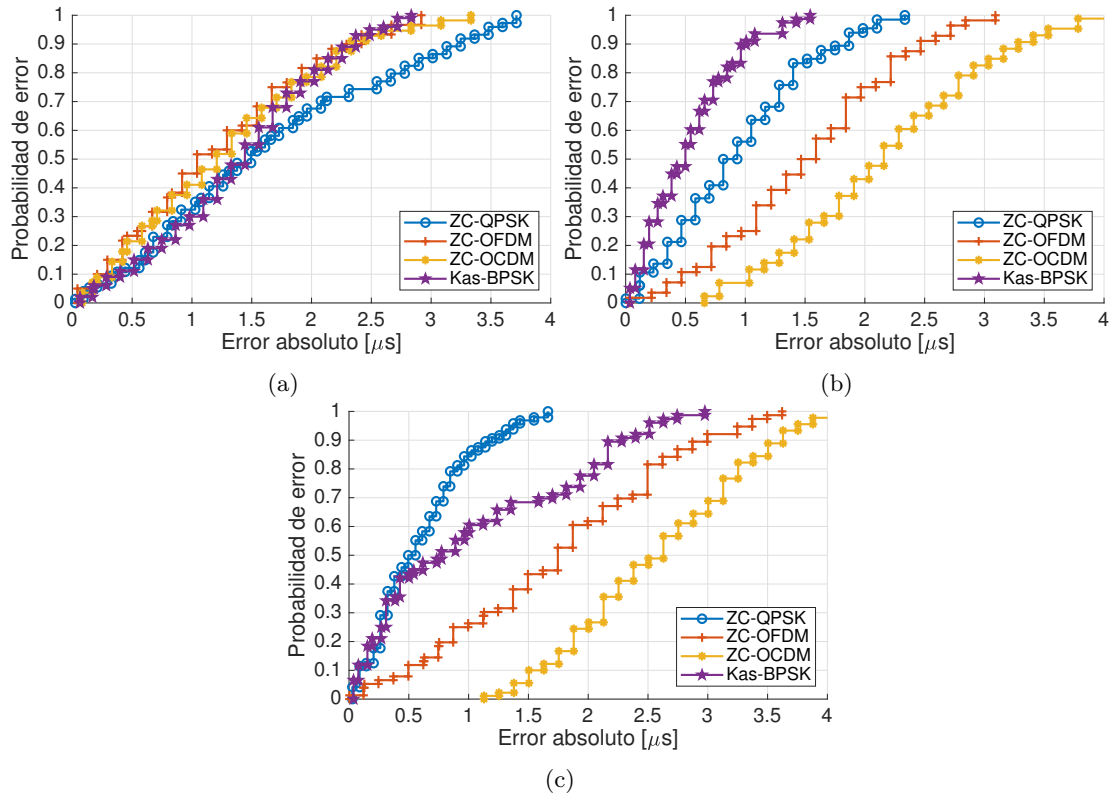 1
0.9
0.8
0.7
0.6
0.5
0.4
0.3
0.2
0.1
0
Probabilidad de error
ZC-QPSK
ZC-OFDM
ZC-OCDM
Kas-BPSK
0 0.5 1 1.5 2 2.5 3 3.5 4
Error absoluto [μs]
(a)
1
0.9
0.8
0.7
0.6
0.5
0.4
0.3
0.2
0.1
0
Probabilidad de error
ZC-QPSK
ZC-OFDM
ZC-OCDM
Kas-BPSK
0 0.5 1 1.5 2 2.5 3 3.5 4
Error absoluto [μs]
(b)
1
0.9
0.8
0.7
0.6
0.5
0.4
0.3
0.2
0.1
0
Probabilidad de error
ZC-QPSK
ZC-OFDM
ZC-OCDM
Kas-BPSK
0 0.5 1 1.5 2 2.5 3 3.5 4
Error absoluto [μs]
(c)